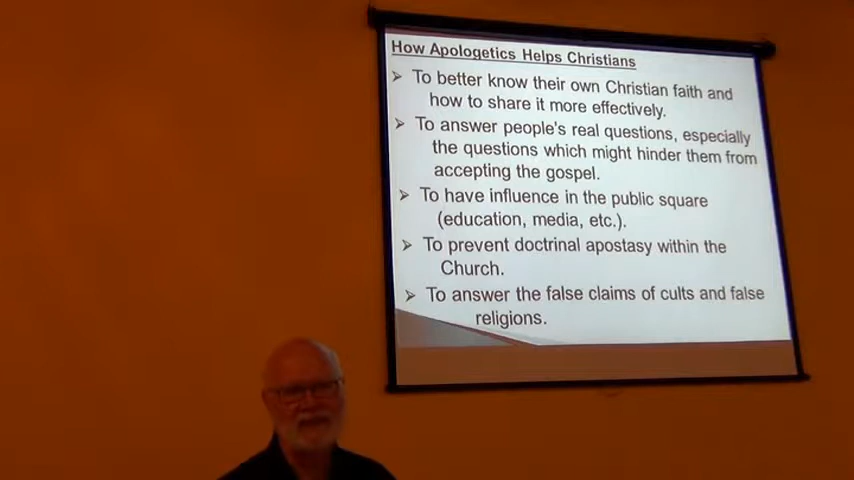 How Apologetics Helps Christians
➢ To better know their own Christian faith and
how to share it more effectively.
➢ To answer people's real questions, especially
the questions which might hinder them from
accepting the gospel.
➢ To have influence in the public square
(education, media, etc.).
➢ To prevent doctrinal apostasy within the
Church.
➢ To answer the false claims of cults and false
religions.